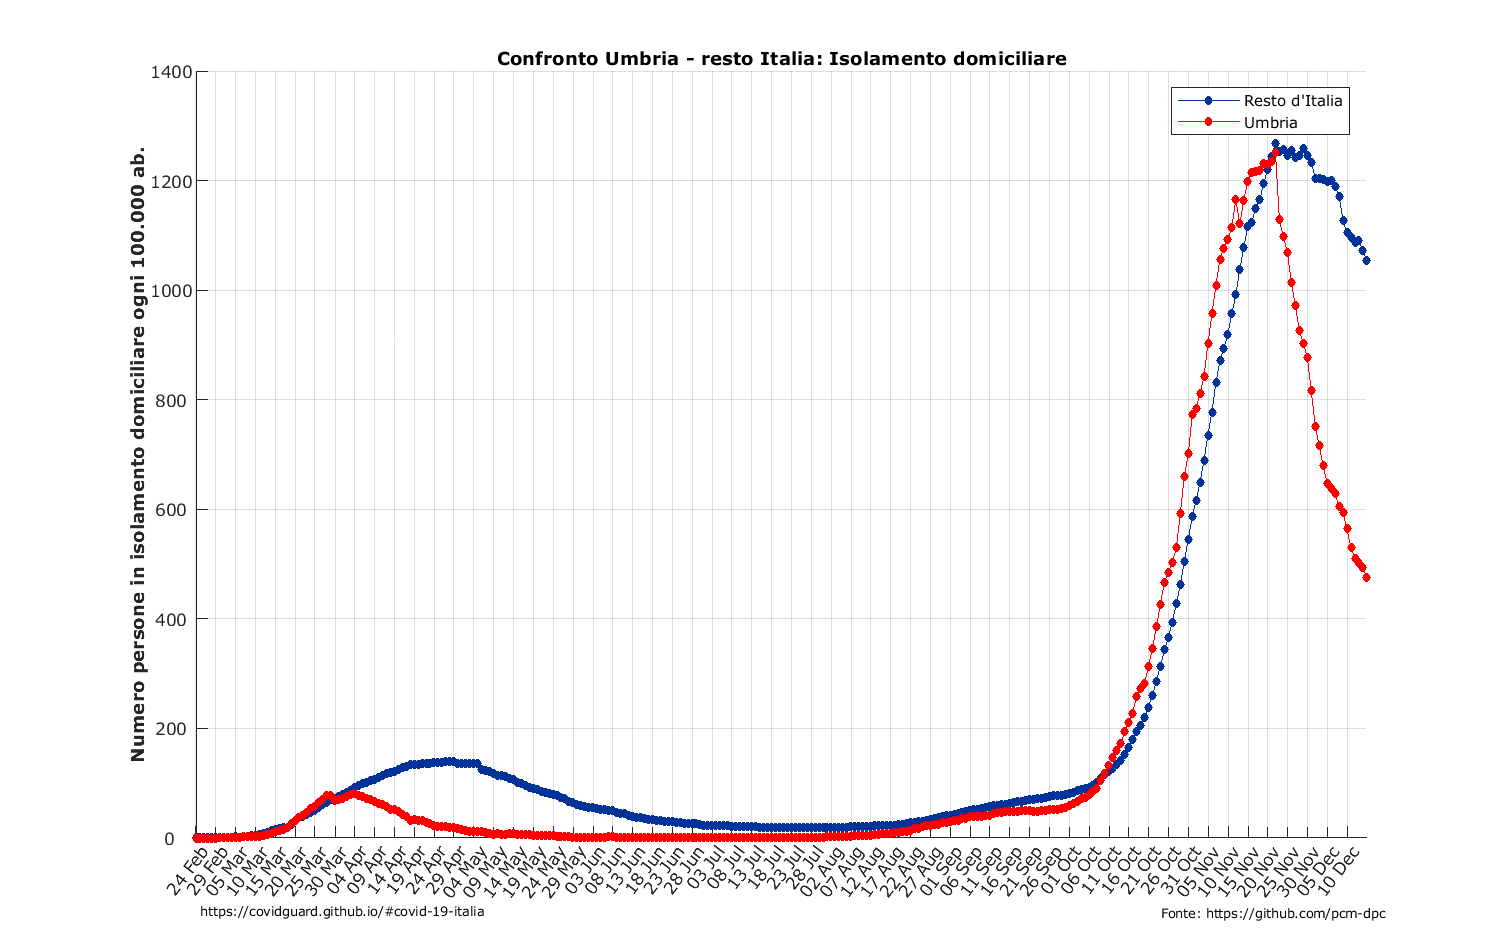 Confronto Umbria - resto Italia: Isolamento domiciliare
Numero persone in isolamento domiciliare ogni 100.000 ab.
1400
1200
1000
800
600
400
200
0
Resto d'Italia
Umbria
24 Feb
29 Feb
05 Mar
10 Mar
15 Mar
20 Mar
25 Mar
30 Mar
04 Apr
09 Apr
14 Apr
19 Apr
24 Apr
29 Apr
04 May
09 May
14 May
19 May
24 May
29 May
03 Jun
08 Jun
13 Jun
18 Jun
23 Jun
28 Jun
03 Jul
08 Jul
13 Jul
18 Jul
23 Jul
28 Jul
02 Aug
07 Aug
12 Aug
17 Aug
22 Aug
27 Aug
01 Sep
06 Sep
11 Sep
16 Sep
21 Sep
26 Sep
01 Oct
06 Oct
11 Oct
16 Oct
21 Oct
26 Oct
31 Oct
05 Nov
10 Nov
15 Nov
20 Nov
25 Nov
30 Nov
05 Dec
10 Dec
https://covidguard.github.io/#covid-19-italia
Fonte: https://github.com/pcm-dpc